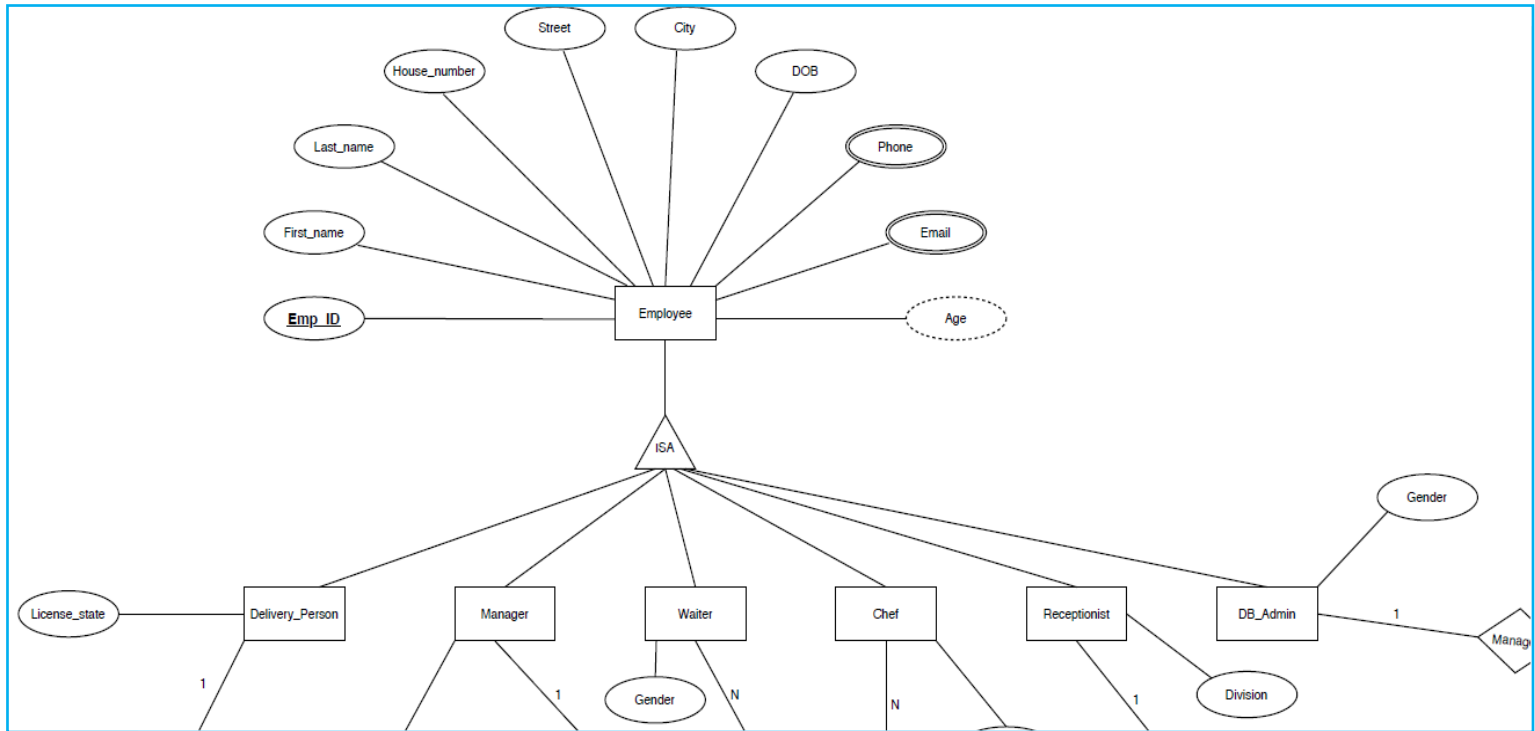 Street
City
House_number
DOB
Last_name
Phone
First_name
Email
Emp_ID
Employee
Age
ISA
Gender
License_state
Delivery_Person
Manager
Waiter
Chef
Receptionist
DB_Admin
1
Manag
1
Gender
1
N
N
1
Division